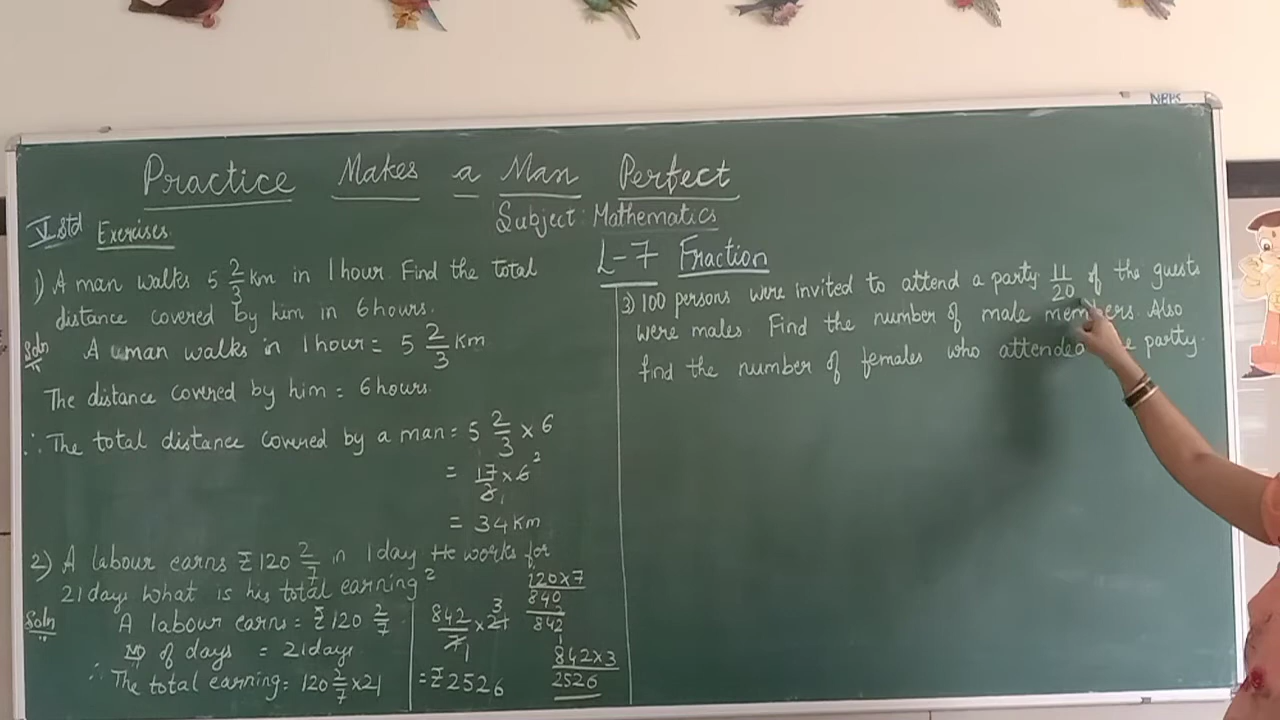 NBPS
Practice Makes a Man Perfect
Subject: Mathematics
V Std Exercises
L-7 Fraction
1) A man walks 5 2/3 km in 1 hour Find the total
distance covered by him in 6 hours.
Soln
A man walks in 1 hour = 5 2/3 km
The distance covered by him = 6 hours.
∴ The total distance covered by a man = 5 2/3 × 6
= 17/3 × 6 2
1
= 34 km
2) A labour earns ₹ 120 2/7 in 1 day He works for
21 days what is his total earning?
Soln
A labour earns = ₹ 120 2/7
NO of days = 21 days
∴ The total earning = 120 2/7 × 21
842/7 × 21 3
1
= ₹ 2526
120 × 7
840
2
842
1
842 × 3
2526
3) 100 persons were invited to attend a party 11/20 of the guests
were males. Find the number of male members. Also
find the number of females who attended party.